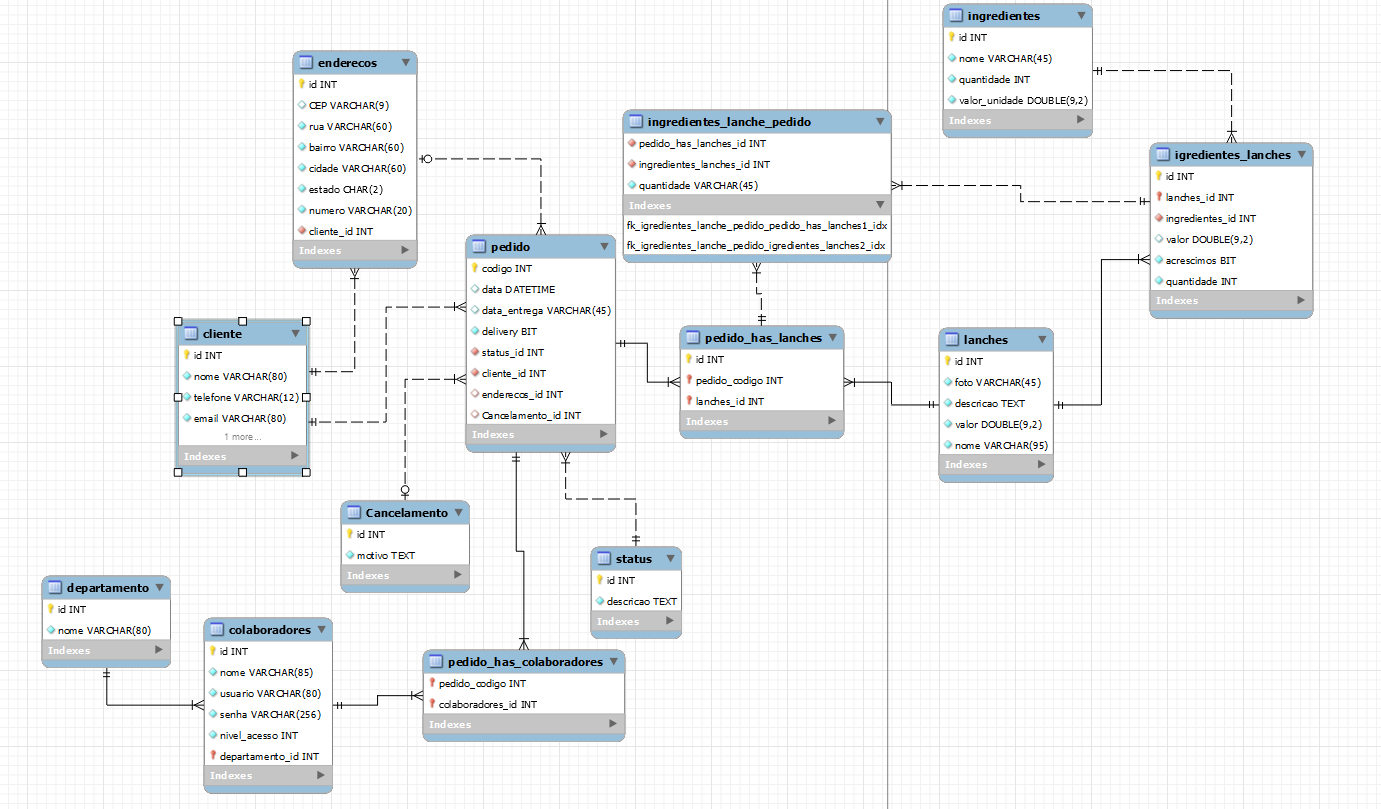 ingredientes
id INT
nome VARCHAR(45)
quantidade INT
valor_unidade DOUBLE(9,2)
Indexes
enderecos
id INT
CEP VARCHAR(9)
rua VARCHAR(60)
bairro VARCHAR(60)
cidade VARCHAR(60)
estado CHAR(2)
numero VARCHAR(20)
cliente_id INT
Indexes
ingredientes_lanche_pedido
pedido_has_lanches_id INT
ingredientes_lanches_id INT
quantidade VARCHAR(45)
Indexes
fk_igredientes_lanche_pedido_pedido_has_lanches1_idx
fk_igredientes_lanche_pedido_igredientes_lanches2_idx
igredientes_lanches
id INT
lanches_id INT
ingredientes_id INT
valor DOUBLE(9,2)
acrescimos BIT
quantidade INT
Indexes
pedido
codigo INT
data DATETIME
data_entrega VARCHAR(45)
delivery BIT
status_id INT
cliente_id INT
enderecos_id INT
Cancelamento_id INT
Indexes
cliente
id INT
nome VARCHAR(80)
telefone VARCHAR(12)
email VARCHAR(80)
1 more...
Indexes
pedido_has_lanches
id INT
pedido_codigo INT
lanches_id INT
Indexes
lanches
id INT
foto VARCHAR(45)
descricao TEXT
valor DOUBLE(9,2)
nome VARCHAR(95)
Indexes
Cancelamento
id INT
motivo TEXT
Indexes
status
id INT
descricao TEXT
Indexes
departamento
id INT
nome VARCHAR(80)
Indexes
colaboradores
id INT
nome VARCHAR(85)
usuario VARCHAR(80)
senha VARCHAR(256)
nivel_acesso INT
departamento_id INT
Indexes
pedido_has_colaboradores
pedido_codigo INT
colaboradores_id INT
Indexes